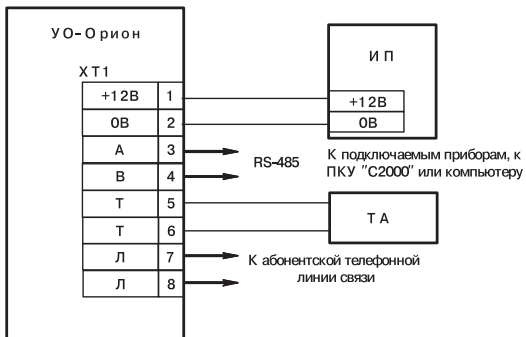 УО-Орион
ХТ1
+12В 1
0В 2
А 3
В 4
Т 5
Т 6
Л 7
Л 8
ИП
+12В
0В
RS-485
К подключаемым приборам, к
ПКУ "С2000" или компьютеру
ТА
К абонентской телефонной
линии связи